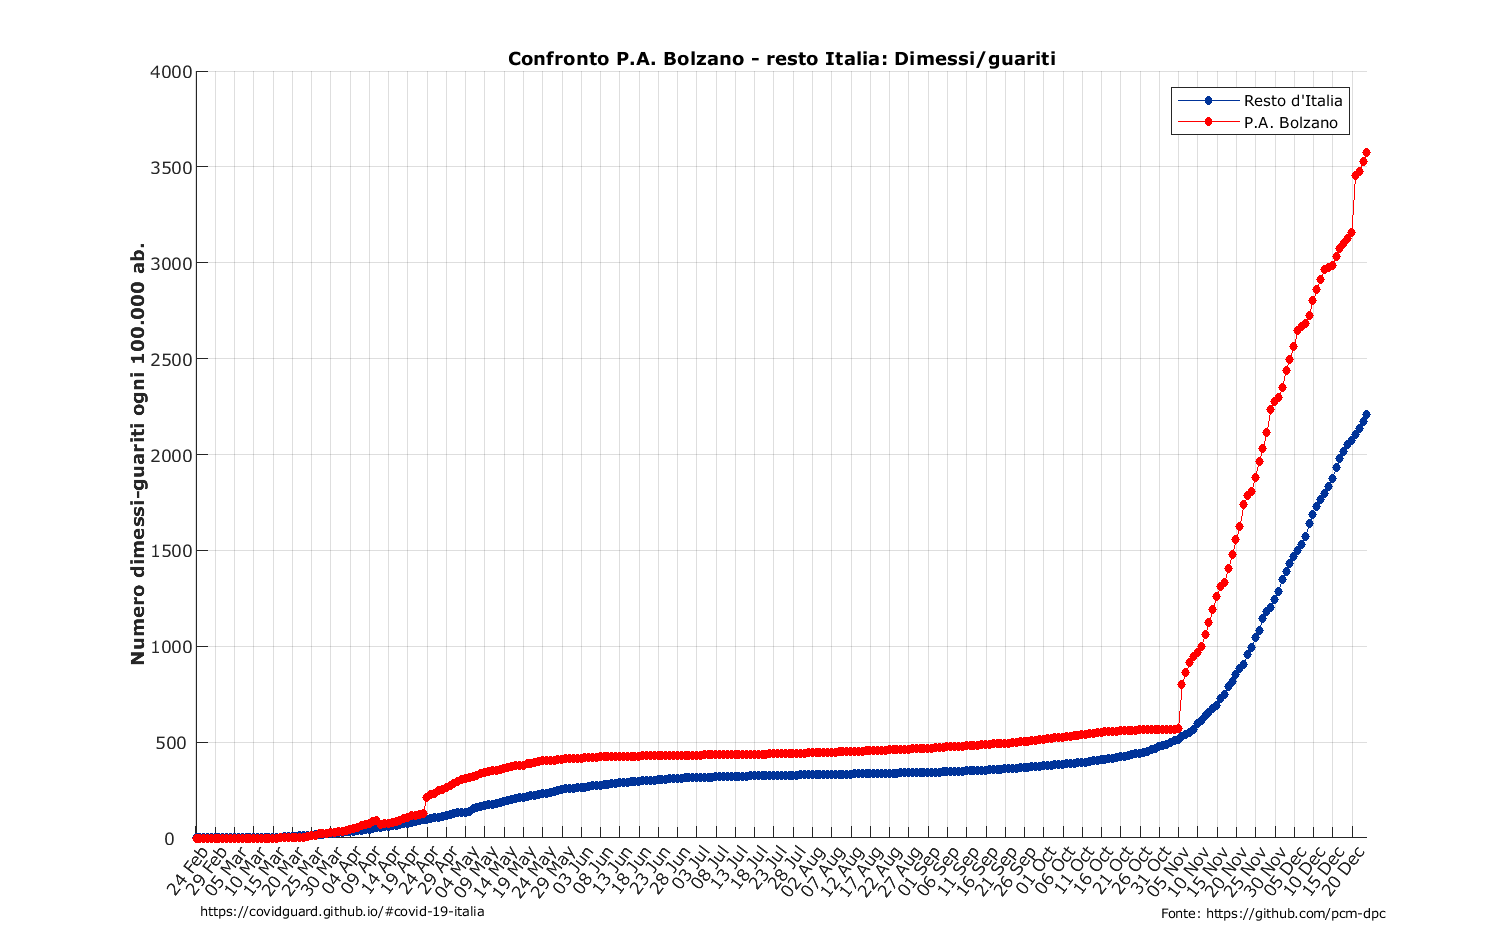 Confronto P.A. Bolzano - resto Italia: Dimessi/guariti
Resto d'Italia
P.A. Bolzano
Numero dimessi-guariti ogni 100.000 ab.
4000
3500
3000
2500
2000
1500
1000
500
0
24 Feb
29 Feb
05 Mar
10 Mar
15 Mar
20 Mar
25 Mar
30 Mar
04 Apr
09 Apr
14 Apr
19 Apr
24 Apr
29 Apr
04 May
09 May
14 May
19 May
24 May
29 May
03 Jun
08 Jun
13 Jun
18 Jun
23 Jun
28 Jun
03 Jul
08 Jul
13 Jul
18 Jul
23 Jul
28 Jul
02 Aug
07 Aug
12 Aug
17 Aug
22 Aug
27 Aug
01 Sep
06 Sep
11 Sep
16 Sep
21 Sep
26 Sep
01 Oct
06 Oct
11 Oct
16 Oct
21 Oct
26 Oct
31 Oct
05 Nov
10 Nov
15 Nov
20 Nov
25 Nov
30 Nov
05 Dec
10 Dec
15 Dec
20 Dec
https://covidguard.github.io/#covid-19-italia
Fonte: https://github.com/pcm-dpc